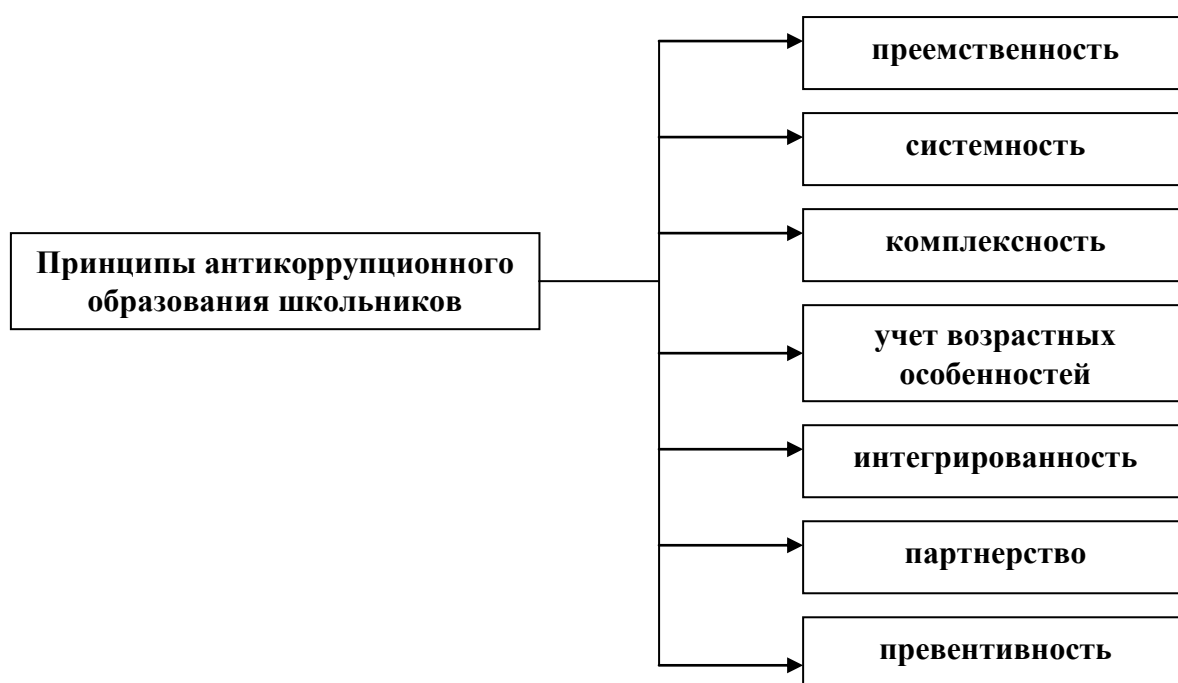 преемственность
системность
комплексность
Принципы антикоррупционного
образования школьников
учет возрастных
особенностей
интегрированность
партнерство
превентивность